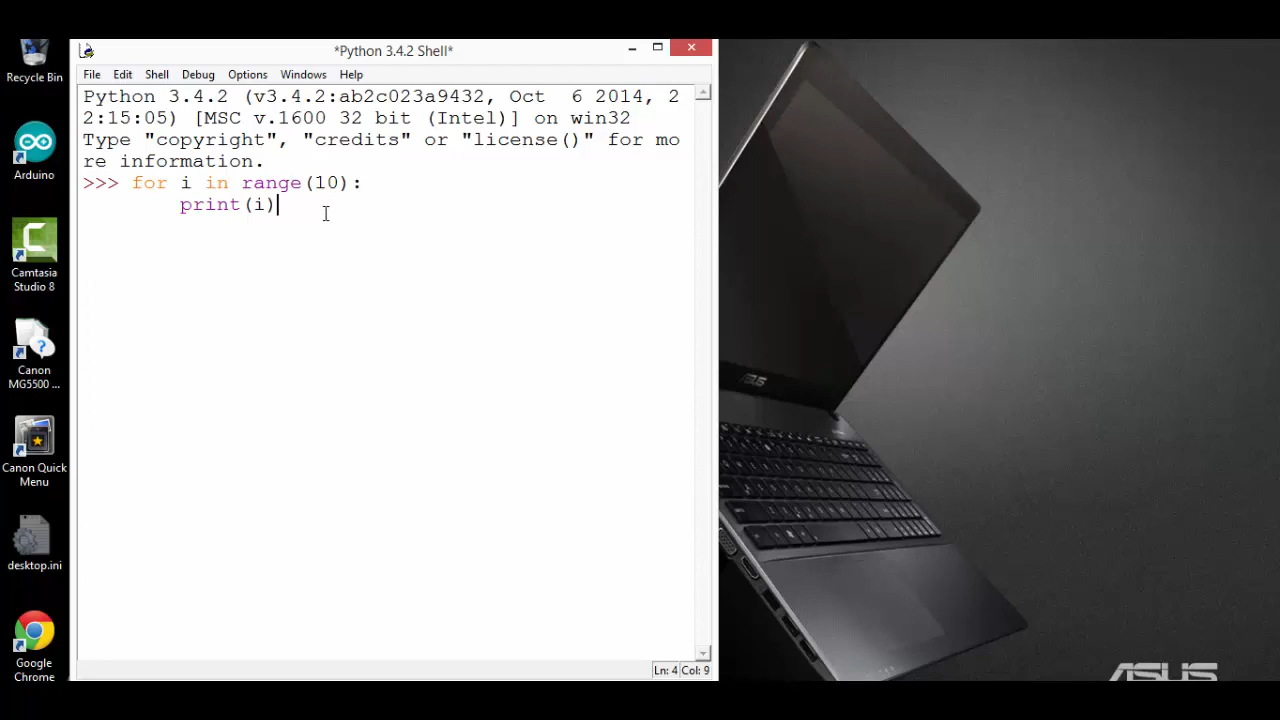 *Python 3.4.2 Shell*
File Edit Shell Debug Options Windows Help
Python 3.4.2 (v3.4.2:ab2c023a9432, Oct  6 2014, 2
2:15:05) [MSC v.1600 32 bit (Intel)] on win32
Type "copyright", "credits" or "license()" for mo
re information.
>>> for i in range(10):
print(i)
Ln: 4 Col: 9
Recycle Bin
Arduino
Camtasia
Studio 8
Canon
MG5500 ...
Canon Quick
Menu
desktop.ini
Google
Chrome
ASUS
ASUS